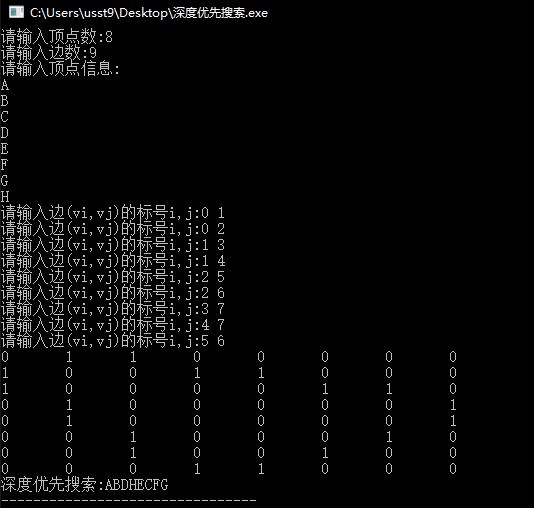 C:\Users\usst9\Desktop\深度优先搜索.exe
请输入顶点数:8
请输入边数:9
请输入顶点信息:
A
B
C
D
E
F
G
H
请输入边(vi,vj)的标号i,j:0 1
请输入边(vi,vj)的标号i,j:0 2
请输入边(vi,vj)的标号i,j:1 3
请输入边(vi,vj)的标号i,j:1 4
请输入边(vi,vj)的标号i,j:2 5
请输入边(vi,vj)的标号i,j:2 6
请输入边(vi,vj)的标号i,j:3 7
请输入边(vi,vj)的标号i,j:4 7
请输入边(vi,vj)的标号i,j:5 6
0 1 1 0 0 0 0 0
1 0 0 1 1 0 0 0
1 0 0 0 0 1 1 0
0 1 0 0 0 0 0 1
0 1 0 0 0 0 0 1
0 0 1 0 0 0 1 0
0 0 1 0 0 1 0 0
0 0 0 1 1 0 0 0
深度优先搜索:ABDHECFG
--------------------------------